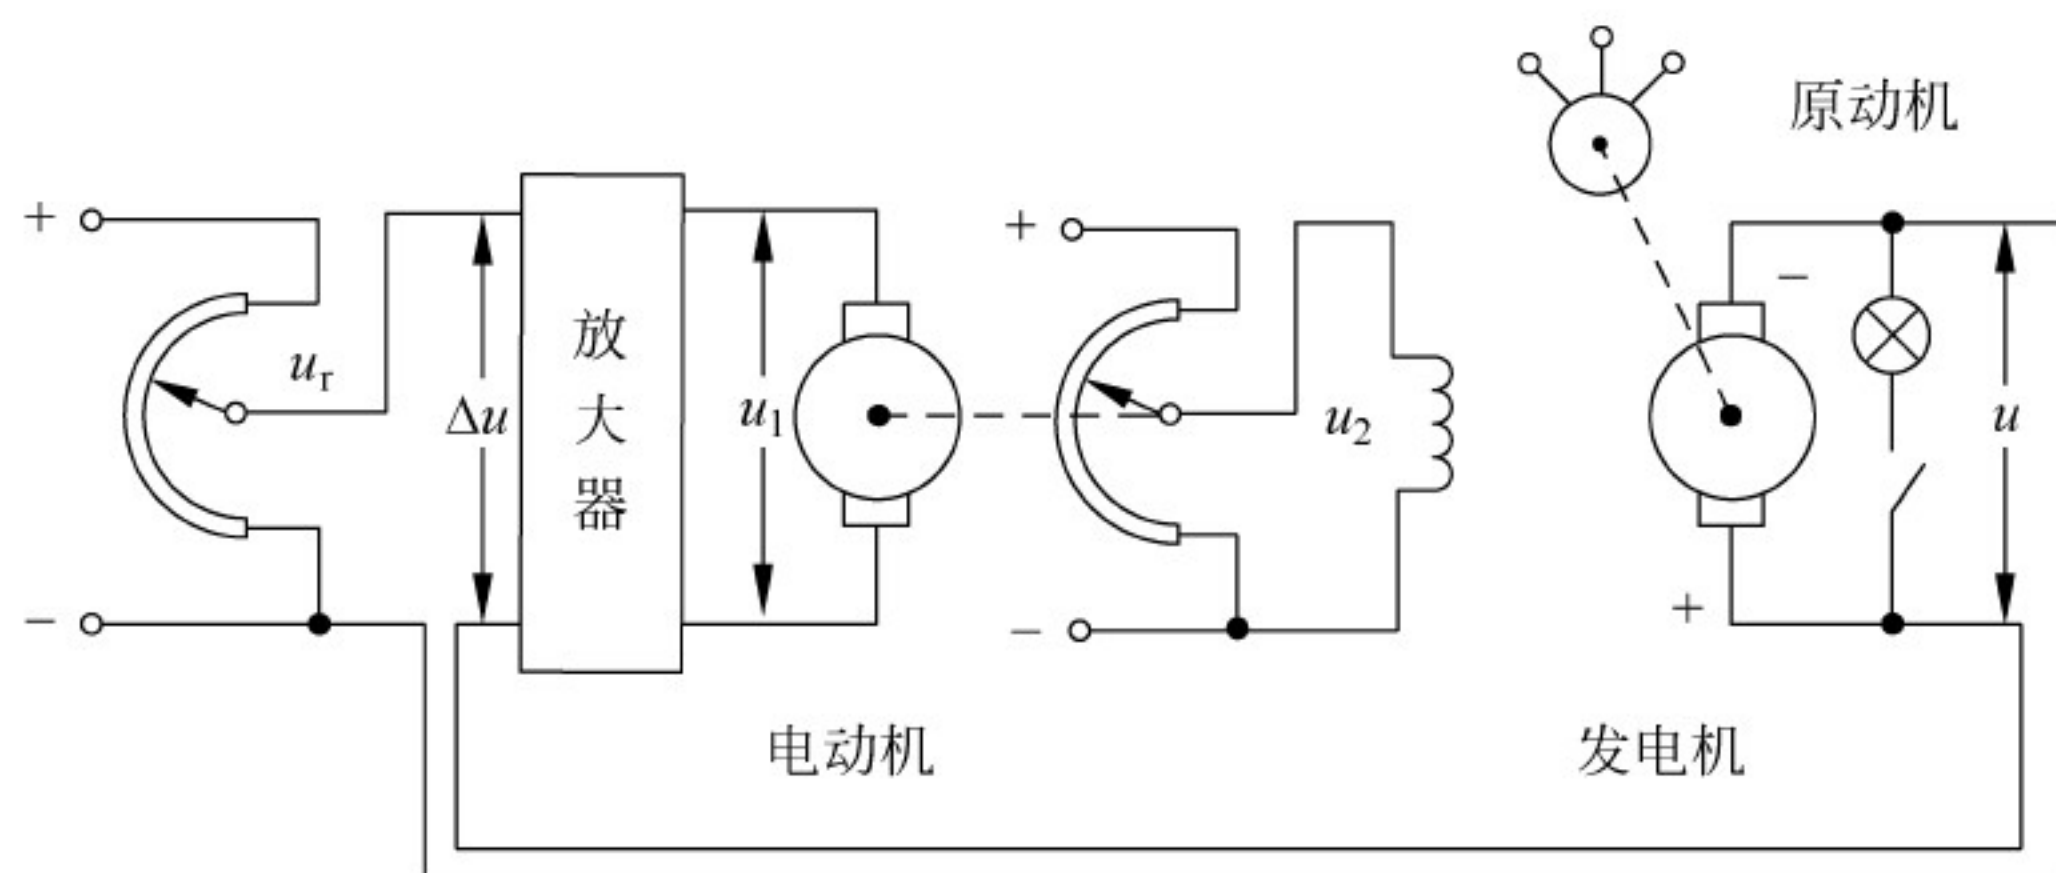 原动机
+
+
−
u_r
Δu
放大器
u_1
u_2
u
+
−
−
电动机
发电机